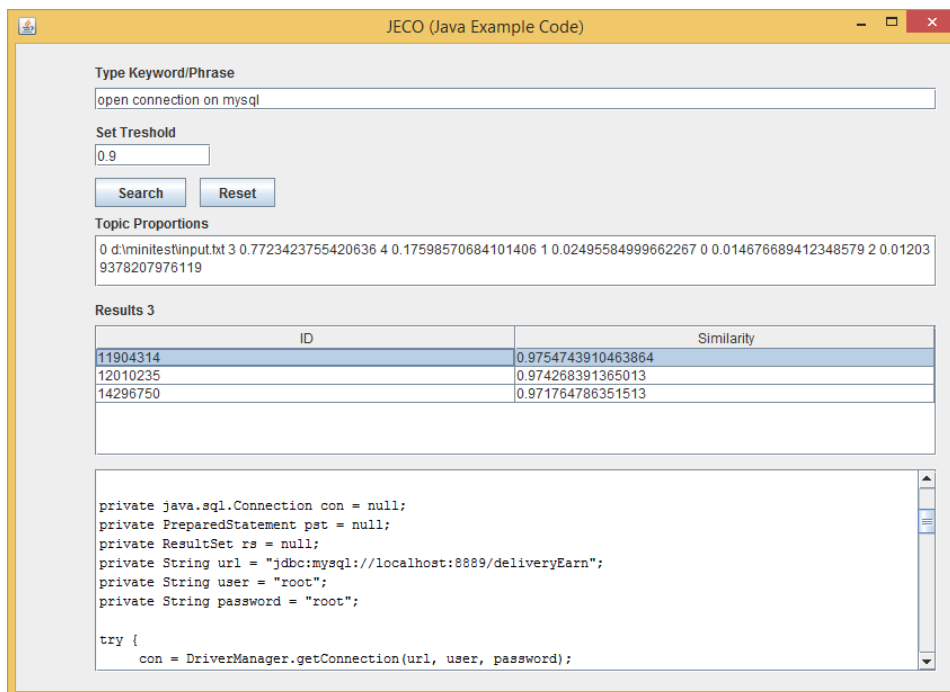 JECO (Java Example Code)
Type Keyword/Phrase
open connection on mysql
Set Treshold
0.9
Search Reset
Topic Proportions
0 d:\minitest\input.txt 3 0.7723423755420636 4 0.17598570684101406 1 0.02495584999662267 0 0.014676689412348579 2 0.01203
9378207976119
Results 3
ID Similarity
11904314 0.9754743910463864
12010235 0.974268391365013
14296750 0.971764786351513
private java.sql.Connection con = null;
private PreparedStatement pst = null;
private ResultSet rs = null;
private String url = "jdbc:mysql://localhost:8889/deliveryEarn";
private String user = "root";
private String password = "root";
try {
con = DriverManager.getConnection(url, user, password);